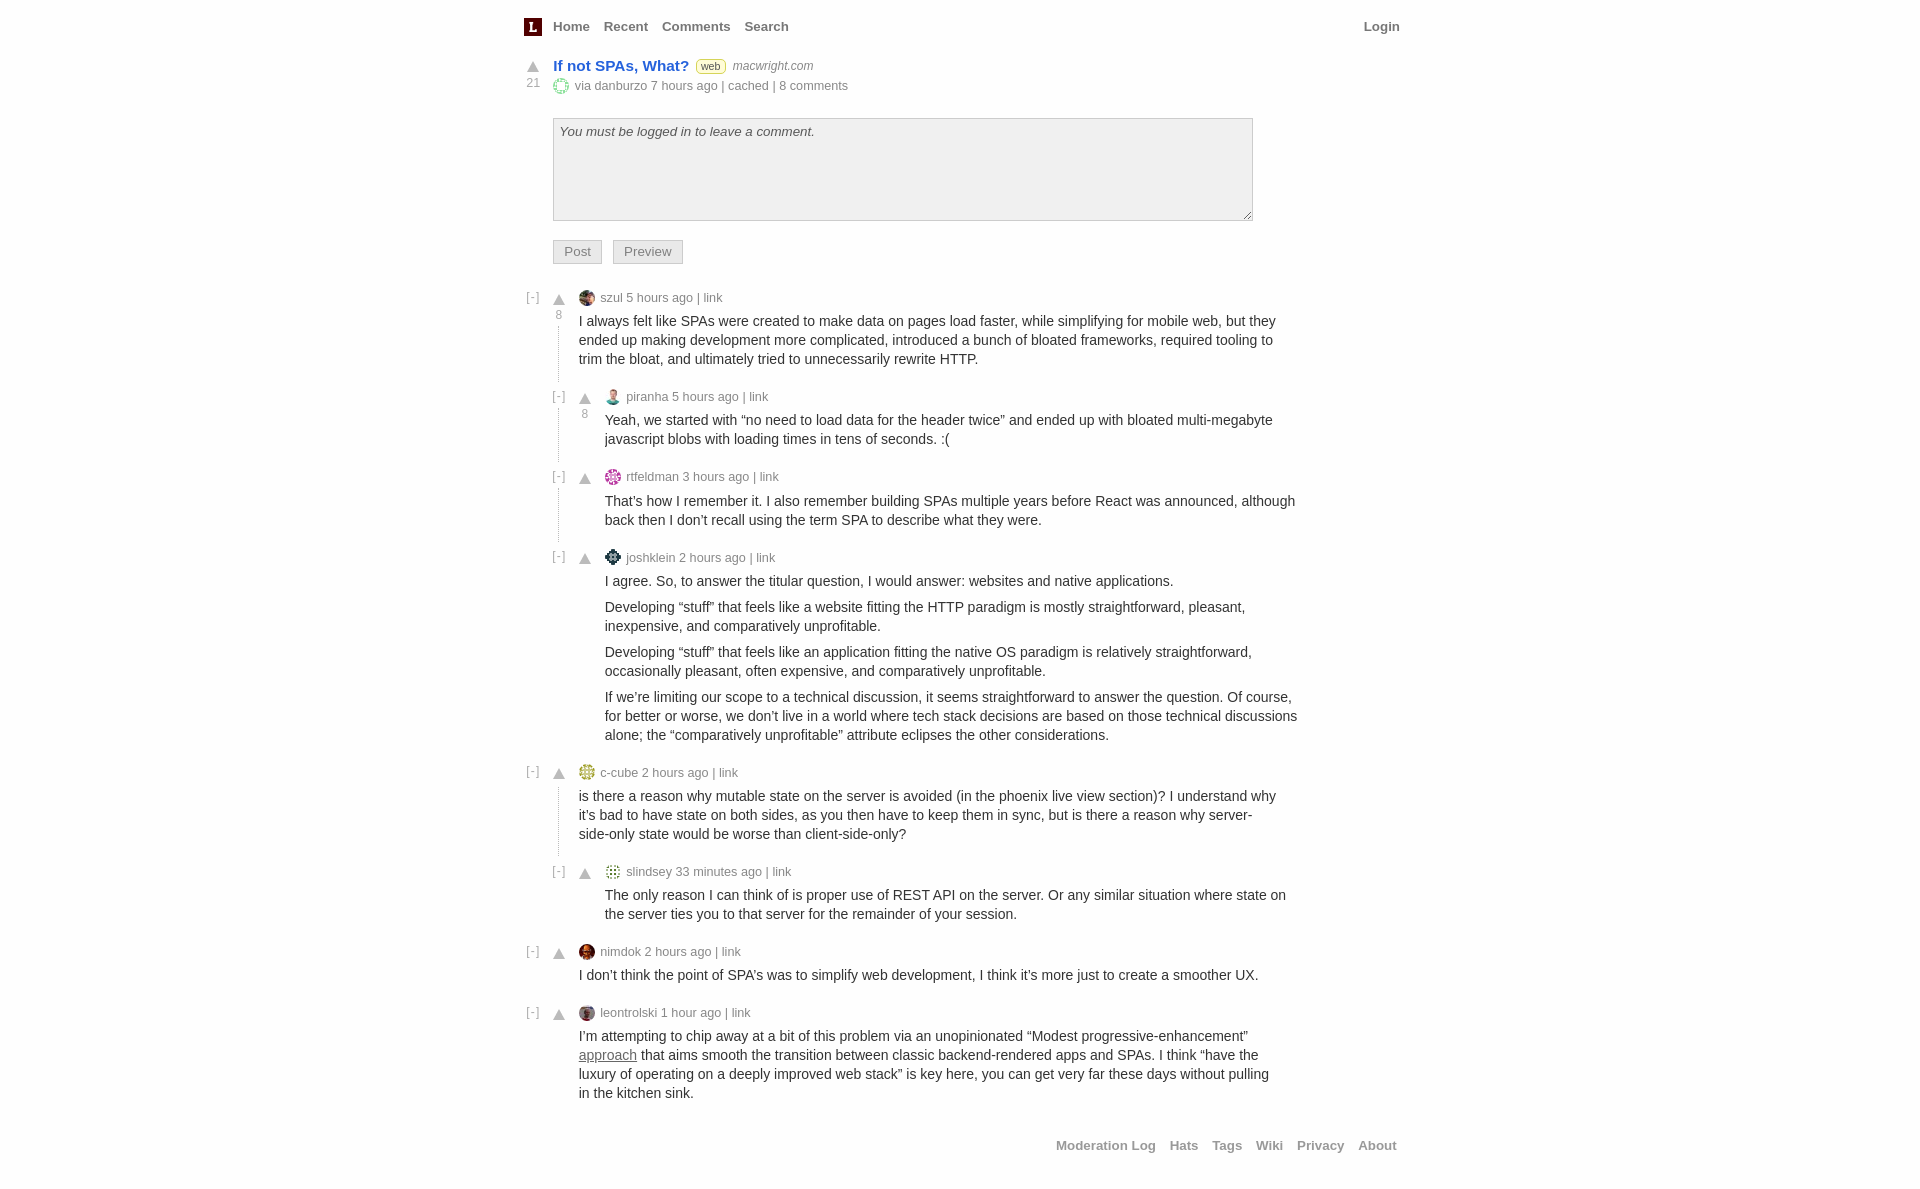 L Home Recent Comments Search Login
If not SPAs, What? web macwright.com
21
via danburzo 7 hours ago | cached | 8 comments
You must be logged in to leave a comment.
Post Preview
[-] szul 5 hours ago | link
8
I always felt like SPAs were created to make data on pages load faster, while simplifying for mobile web, but they
ended up making development more complicated, introduced a bunch of bloated frameworks, required tooling to
trim the bloat, and ultimately tried to unnecessarily rewrite HTTP.
[-] piranha 5 hours ago | link
8
Yeah, we started with “no need to load data for the header twice” and ended up with bloated multi-megabyte
javascript blobs with loading times in tens of seconds. :(
[-] rtfeldman 3 hours ago | link
That’s how I remember it. I also remember building SPAs multiple years before React was announced, although
back then I don’t recall using the term SPA to describe what they were.
[-] joshklein 2 hours ago | link
I agree. So, to answer the titular question, I would answer: websites and native applications.
Developing “stuff” that feels like a website fitting the HTTP paradigm is mostly straightforward, pleasant,
inexpensive, and comparatively unprofitable.
Developing “stuff” that feels like an application fitting the native OS paradigm is relatively straightforward,
occasionally pleasant, often expensive, and comparatively unprofitable.
If we’re limiting our scope to a technical discussion, it seems straightforward to answer the question. Of course,
for better or worse, we don’t live in a world where tech stack decisions are based on those technical discussions
alone; the “comparatively unprofitable” attribute eclipses the other considerations.
[-] c-cube 2 hours ago | link
is there a reason why mutable state on the server is avoided (in the phoenix live view section)? I understand why
it’s bad to have state on both sides, as you then have to keep them in sync, but is there a reason why server-
side-only state would be worse than client-side-only?
[-] slindsey 33 minutes ago | link
The only reason I can think of is proper use of REST API on the server. Or any similar situation where state on
the server ties you to that server for the remainder of your session.
[-] nimdok 2 hours ago | link
I don’t think the point of SPA’s was to simplify web development, I think it’s more just to create a smoother UX.
[-] leontrolski 1 hour ago | link
I’m attempting to chip away at a bit of this problem via an unopinionated “Modest progressive-enhancement”
approach that aims smooth the transition between classic backend-rendered apps and SPAs. I think “have the
luxury of operating on a deeply improved web stack” is key here, you can get very far these days without pulling
in the kitchen sink.
Moderation Log Hats Tags Wiki Privacy About